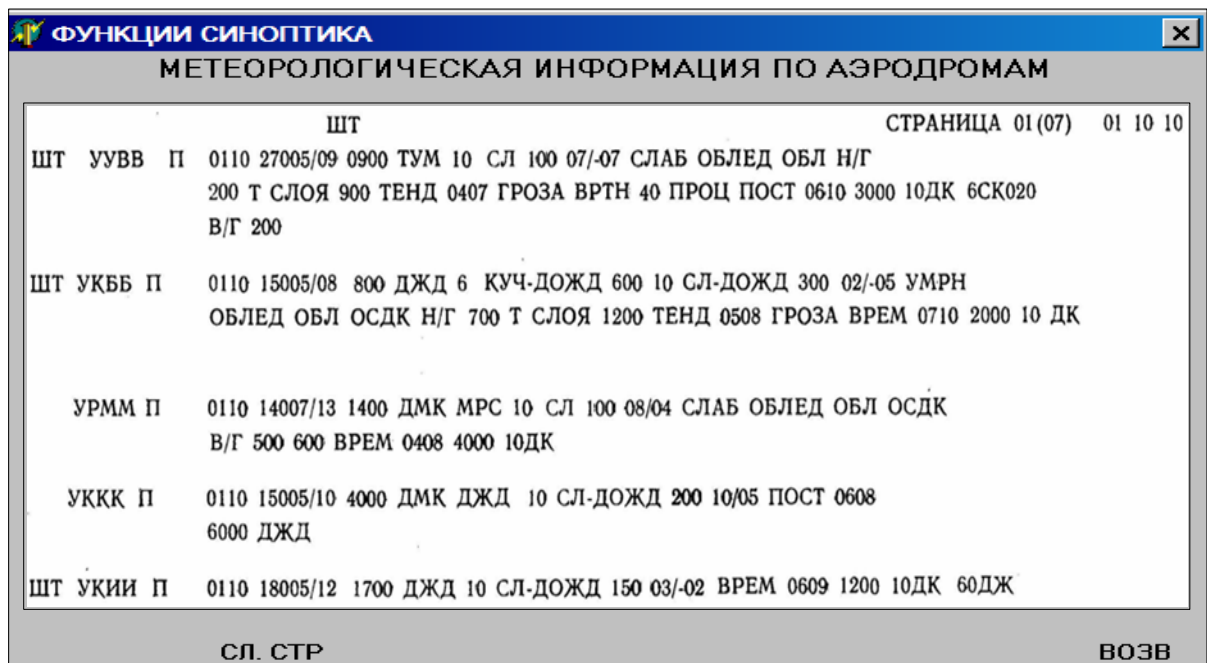 ФУНКЦИИ СИНОПТИКА
МЕТЕОРОЛОГИЧЕСКАЯ ИНФОРМАЦИЯ ПО АЭРОДРОМАМ
ШТ СТРАНИЦА 01(07) 01 10 10
ШТ УУВВ П 0110 27005/09 0900 ТУМ 10 СЛ 100 07/-07 СЛАБ ОБЛЕД ОБЛ Н/Г
200 Т СЛОЯ 900 ТЕНД 0407 ГРОЗА ВРТН 40 ПРОЦ ПОСТ 0610 3000 10ДК 6СК020
В/Г 200
ШТ УКББ П 0110 15005/08 800 ДЖД 6 КУЧ-ДОЖД 600 10 СЛ-ДОЖД 300 02/-05 УМРН
ОБЛЕД ОБЛ ОСДК Н/Г 700 Т СЛОЯ 1200 ТЕНД 0508 ГРОЗА ВРЕМ 0710 2000 10 ДК
УРММ П 0110 14007/13 1400 ДМК МРС 10 СЛ 100 08/04 СЛАБ ОБЛЕД ОБЛ ОСДК
В/Г 500 600 ВРЕМ 0408 4000 10ДК
УККК П 0110 15005/10 4000 ДМК ДЖД 10 СЛ-ДОЖД 200 10/05 ПОСТ 0608
6000 ДЖД
ШТ УКИИ П 0110 18005/12 1700 ДЖД 10 СЛ-ДОЖД 150 03/-02 ВРЕМ 0609 1200 10ДК 60ДЖ
СЛ. СТР ВОЗВ